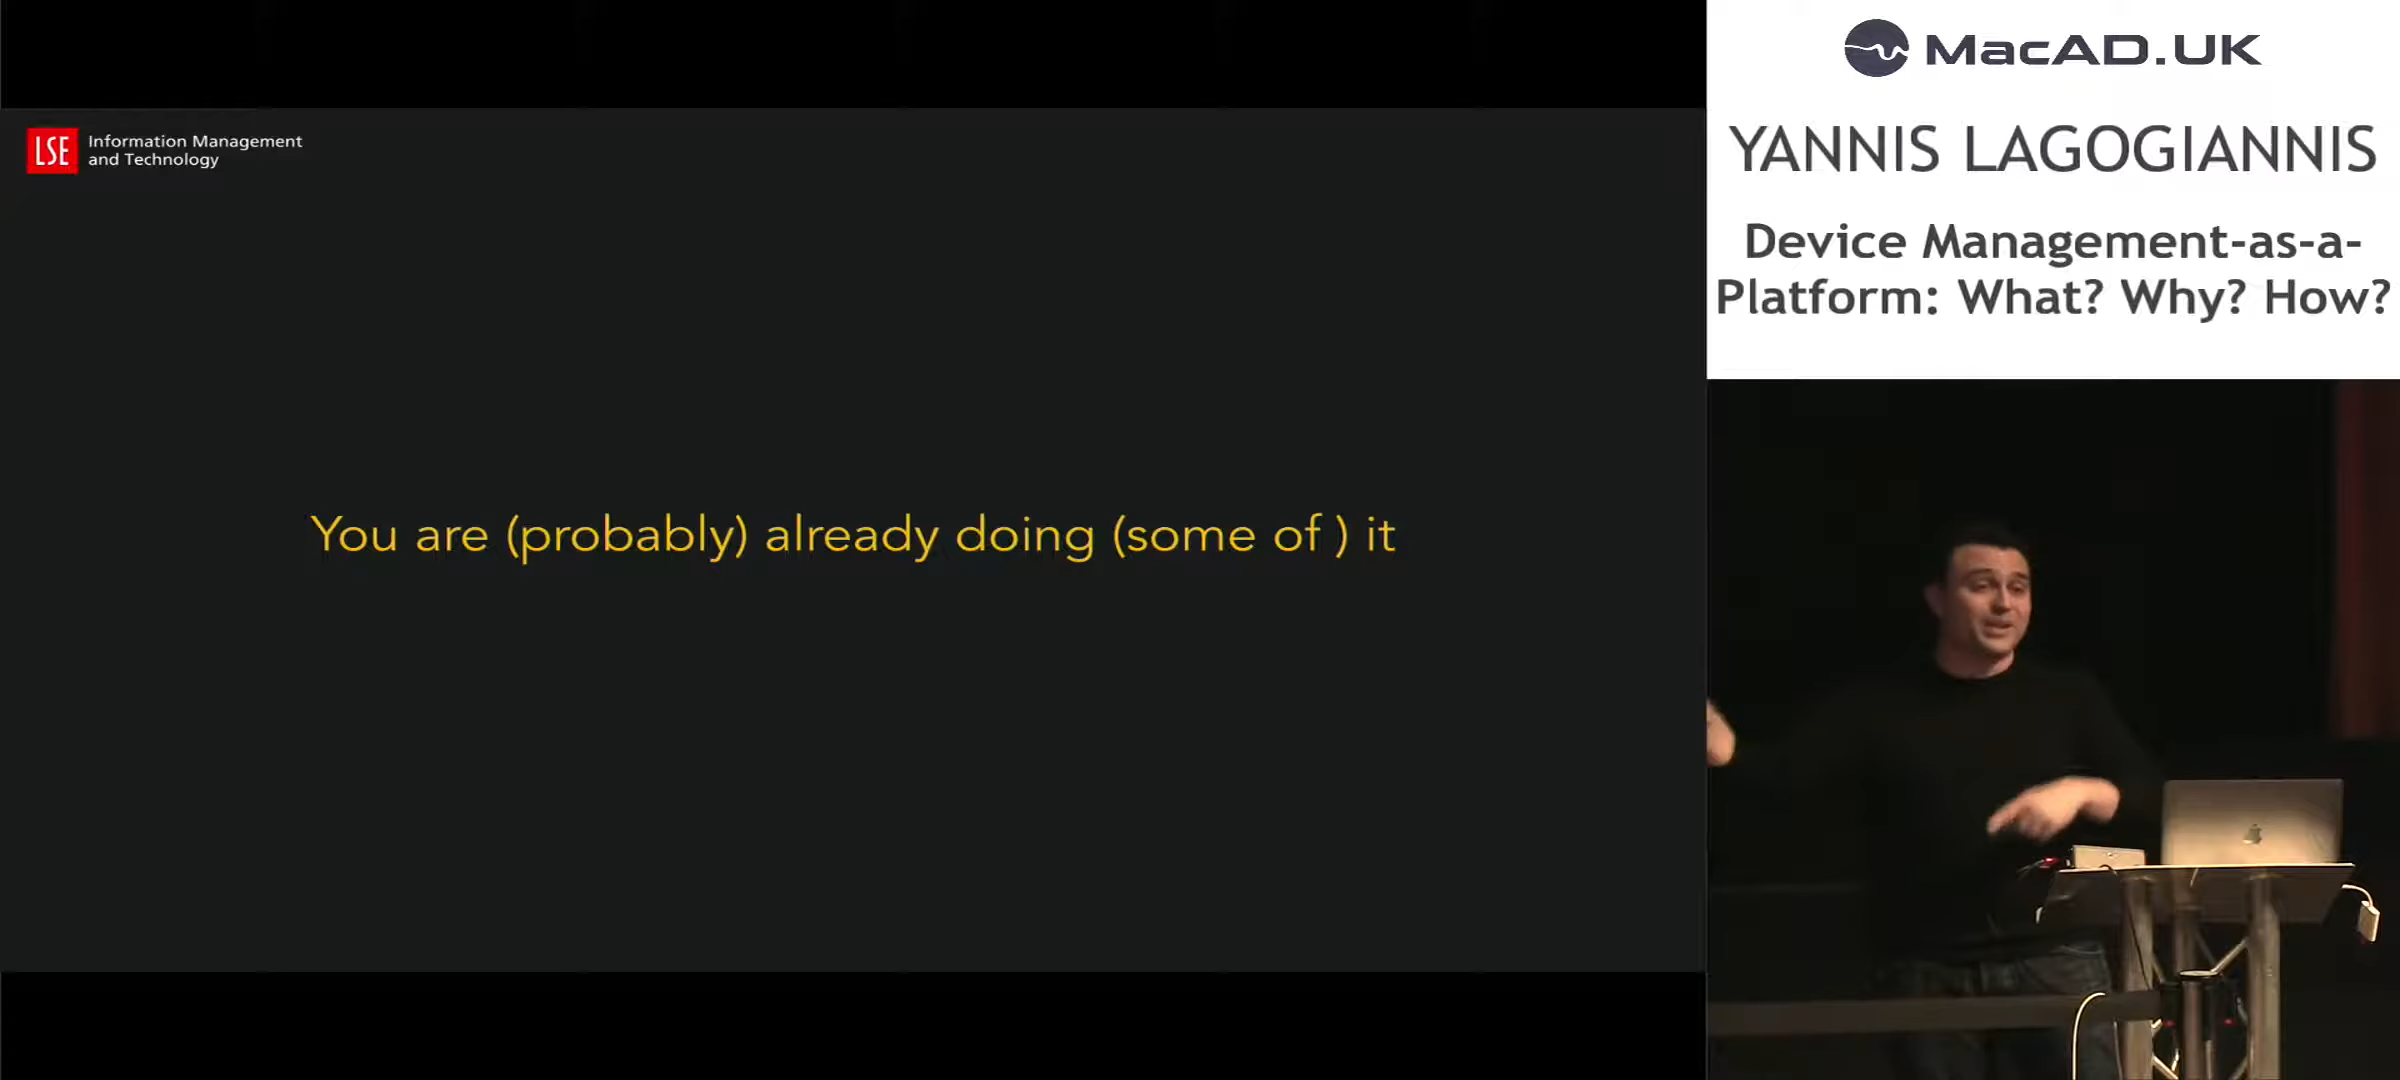 LSE
Information Management
and Technology
You are (probably) already doing (some of ) it
MacAD.UK
YANNIS LAGOGIANNIS
Device Management-as-a-
Platform: What? Why? How?